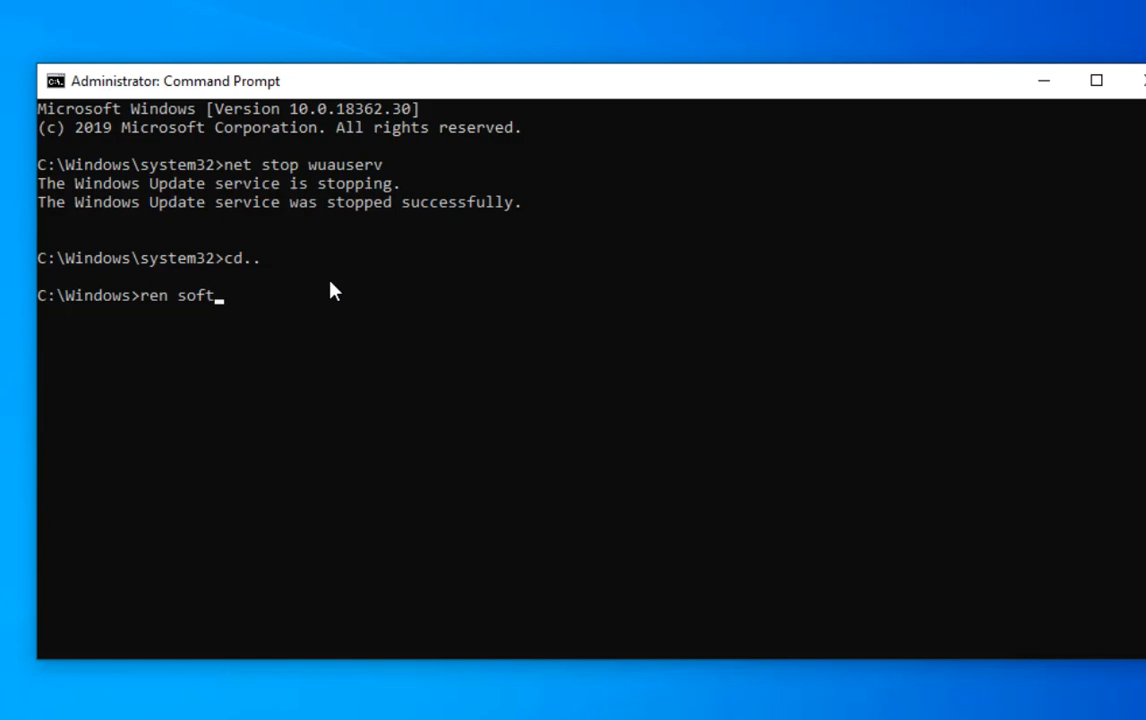 Administrator: Command Prompt
Microsoft Windows [Version 10.0.18362.30]
(c) 2019 Microsoft Corporation. All rights reserved.
C:\Windows\system32>net stop wuauserv
The Windows Update service is stopping.
The Windows Update service was stopped successfully.
C:\Windows\system32>cd..
C:\Windows>ren soft_